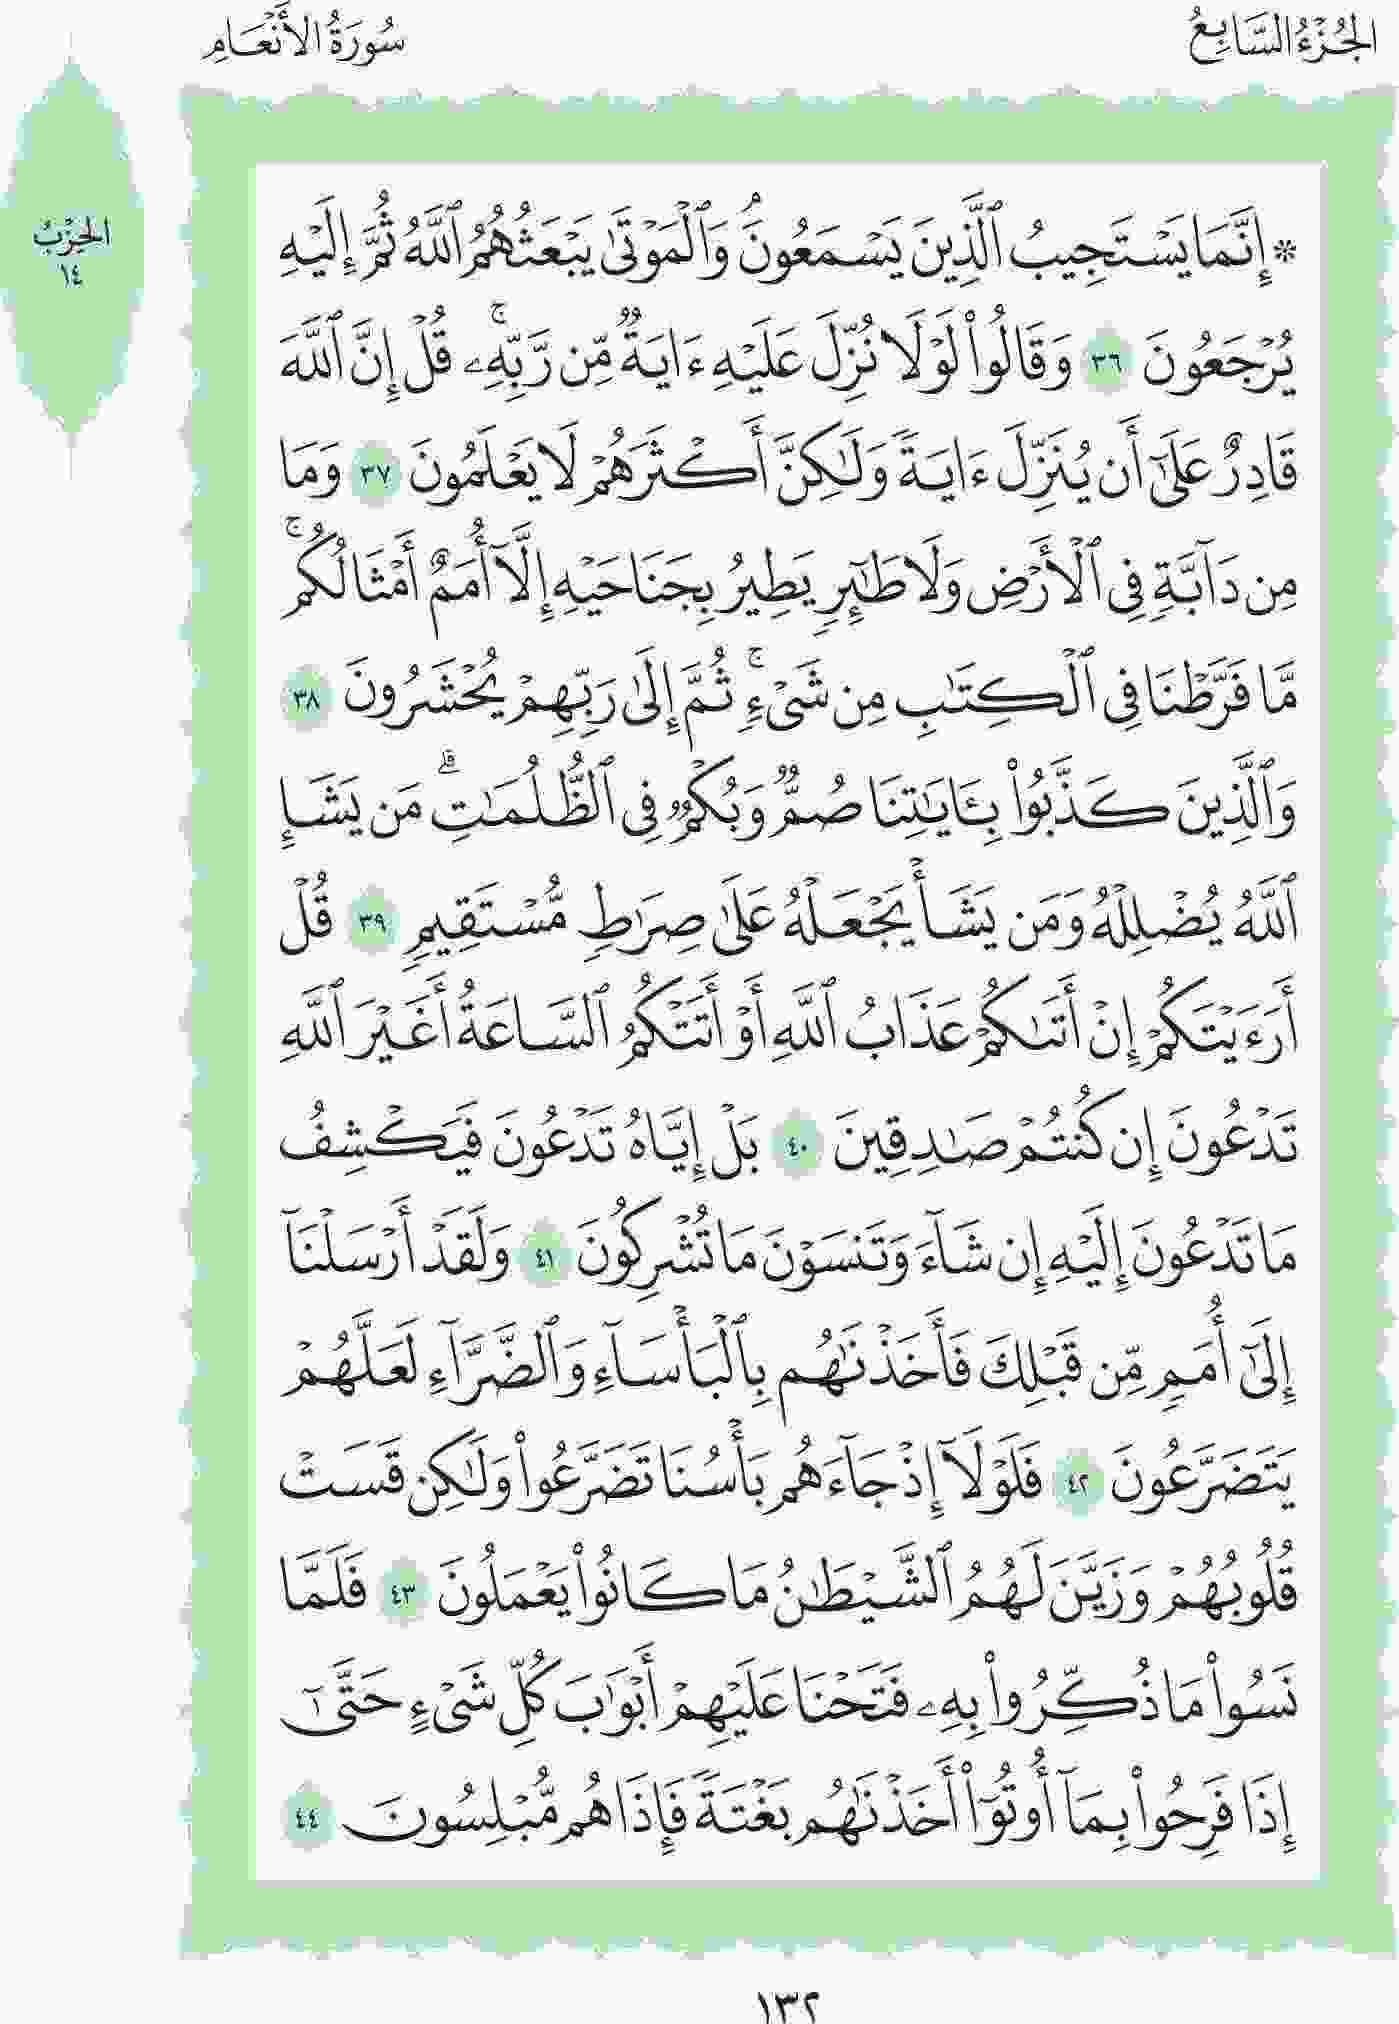 الجُزْءُ السَّابِعُ
سُورَةُ الأَنْعَامِ
الحِزْبُ
١٤
* إِنَّمَا يَسْتَجِيبُ ٱلَّذِينَ يَسْمَعُونَۘ وَٱلْمَوْتَىٰ يَبْعَثُهُمُ ٱللَّهُ ثُمَّ إِلَيْهِ
يُرْجَعُونَ ٣٦ وَقَالُوا۟ لَوْلَا نُزِّلَ عَلَيْهِ ءَايَةٌ مِّن رَّبِّهِۦۚ قُلْ إِنَّ ٱللَّهَ
قَادِرٌ عَلَىٰٓ أَن يُنَزِّلَ ءَايَةً وَلَٰكِنَّ أَكْثَرَهُمْ لَا يَعْلَمُونَ ٣٧ وَمَا
مِن دَآبَّةٍ فِى ٱلْأَرْضِ وَلَا طَٰٓئِرٍ يَطِيرُ بِجَنَاحَيْهِ إِلَّآ أُمَمٌ أَمْثَالُكُمۚ
مَّا فَرَّطْنَا فِى ٱلْكِتَٰبِ مِن شَىْءٍۚ ثُمَّ إِلَىٰ رَبِّهِمْ يُحْشَرُونَ ٣٨
وَٱلَّذِينَ كَذَّبُوا۟ بِـَٔايَٰتِنَا صُمٌّ وَبُكْمٌ فِى ٱلظُّلُمَٰتِۗ مَن يَشَإِ
ٱللَّهُ يُضْلِلْهُ وَمَن يَشَأْ يَجْعَلْهُ عَلَىٰ صِرَٰطٍ مُّسْتَقِيمٍ ٣٩ قُلْ
أَرَءَيْتَكُمْ إِنْ أَتَىٰكُمْ عَذَابُ ٱللَّهِ أَوْ أَتَتْكُمُ ٱلسَّاعَةُ أَغَيْرَ ٱللَّهِ
تَدْعُونَ إِن كُنتُمْ صَٰدِقِينَ ٤٠ بَلْ إِيَّاهُ تَدْعُونَ فَيَكْشِفُ
مَا تَدْعُونَ إِلَيْهِ إِن شَآءَ وَتَنسَوْنَ مَا تُشْرِكُونَ ٤١ وَلَقَدْ أَرْسَلْنَآ
إِلَىٰٓ أُمَمٍ مِّن قَبْلِكَ فَأَخَذْنَٰهُم بِٱلْبَأْسَآءِ وَٱلضَّرَّآءِ لَعَلَّهُمْ
يَتَضَرَّعُونَ ٤٢ فَلَوْلَآ إِذْ جَآءَهُم بَأْسُنَا تَضَرَّعُوا۟ وَلَٰكِن قَسَتْ
قُلُوبُهُمْ وَزَيَّنَ لَهُمُ ٱلشَّيْطَٰنُ مَا كَانُوا۟ يَعْمَلُونَ ٤٣ فَلَمَّا
نَسُوا۟ مَا ذُكِّرُوا۟ بِهِۦ فَتَحْنَا عَلَيْهِمْ أَبْوَٰبَ كُلِّ شَىْءٍ حَتَّىٰٓ
إِذَا فَرِحُوا۟ بِمَآ أُوتُوٓا۟ أَخَذْنَٰهُم بَغْتَةً فَإِذَا هُم مُّبْلِسُونَ ٤٤
١٣٢